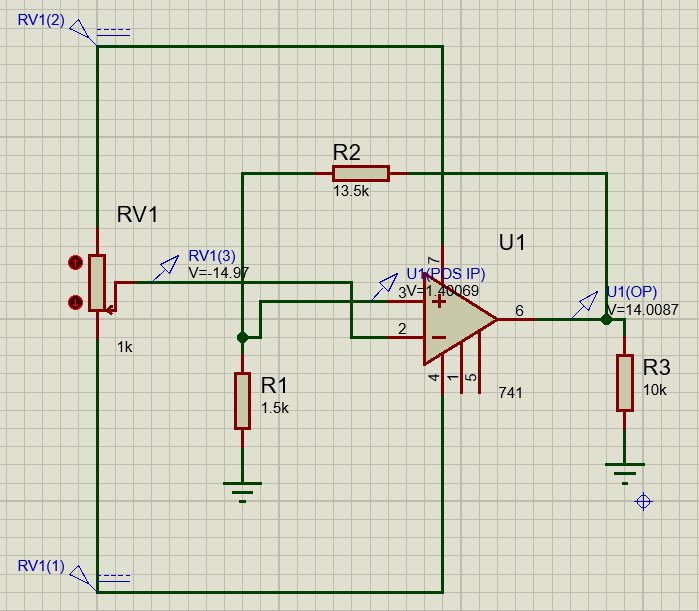 RV1(2)
R2
13.5k
RV1
U1
RV1(3)
V=-14.97
7
U1(POS IP)
V=1.40069
3
U1(OP)
V=14.0087
6
2
1k
R1
1.5k
4
1
5
741
R3
10k
RV1(1)